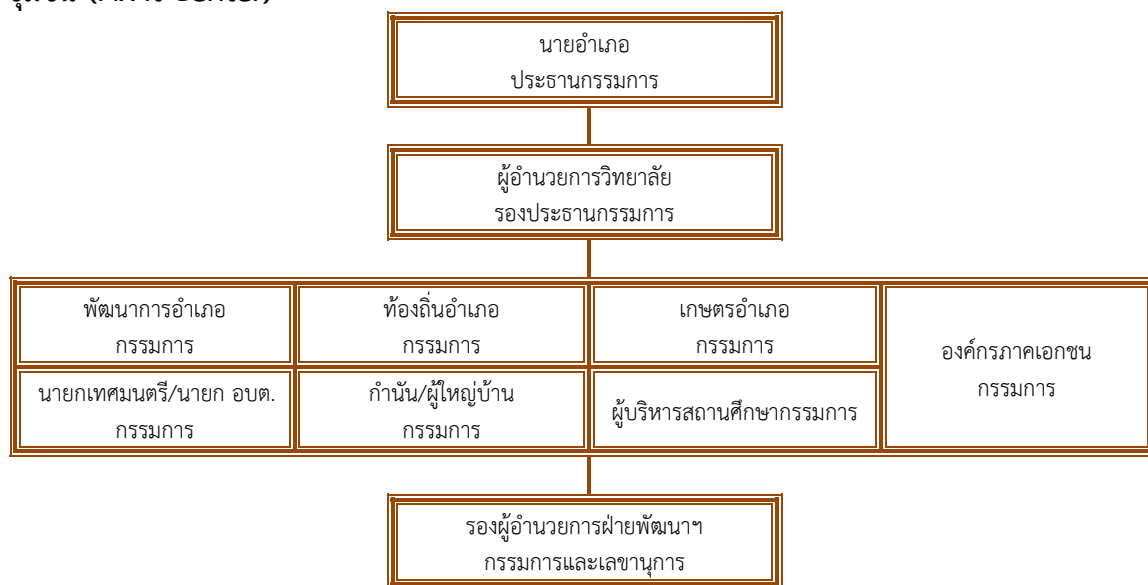 (Fix It Center)
นายอำเภอ
ประธานกรรมการ
ผู้อำนวยการวิทยาลัย
รองประธานกรรมการ
พัฒนาการอำเภอ
กรรมการ
ท้องถิ่นอำเภอ
กรรมการ
เกษตรอำเภอ
กรรมการ
องค์กรภาคเอกชน
กรรมการ
นายกเทศมนตรี/นายก อบต.
กรรมการ
กำนัน/ผู้ใหญ่บ้าน
กรรมการ
ผู้บริหารสถานศึกษากรรมการ
รองผู้อำนวยการฝ่ายพัฒนาฯ
กรรมการและเลขานุการ